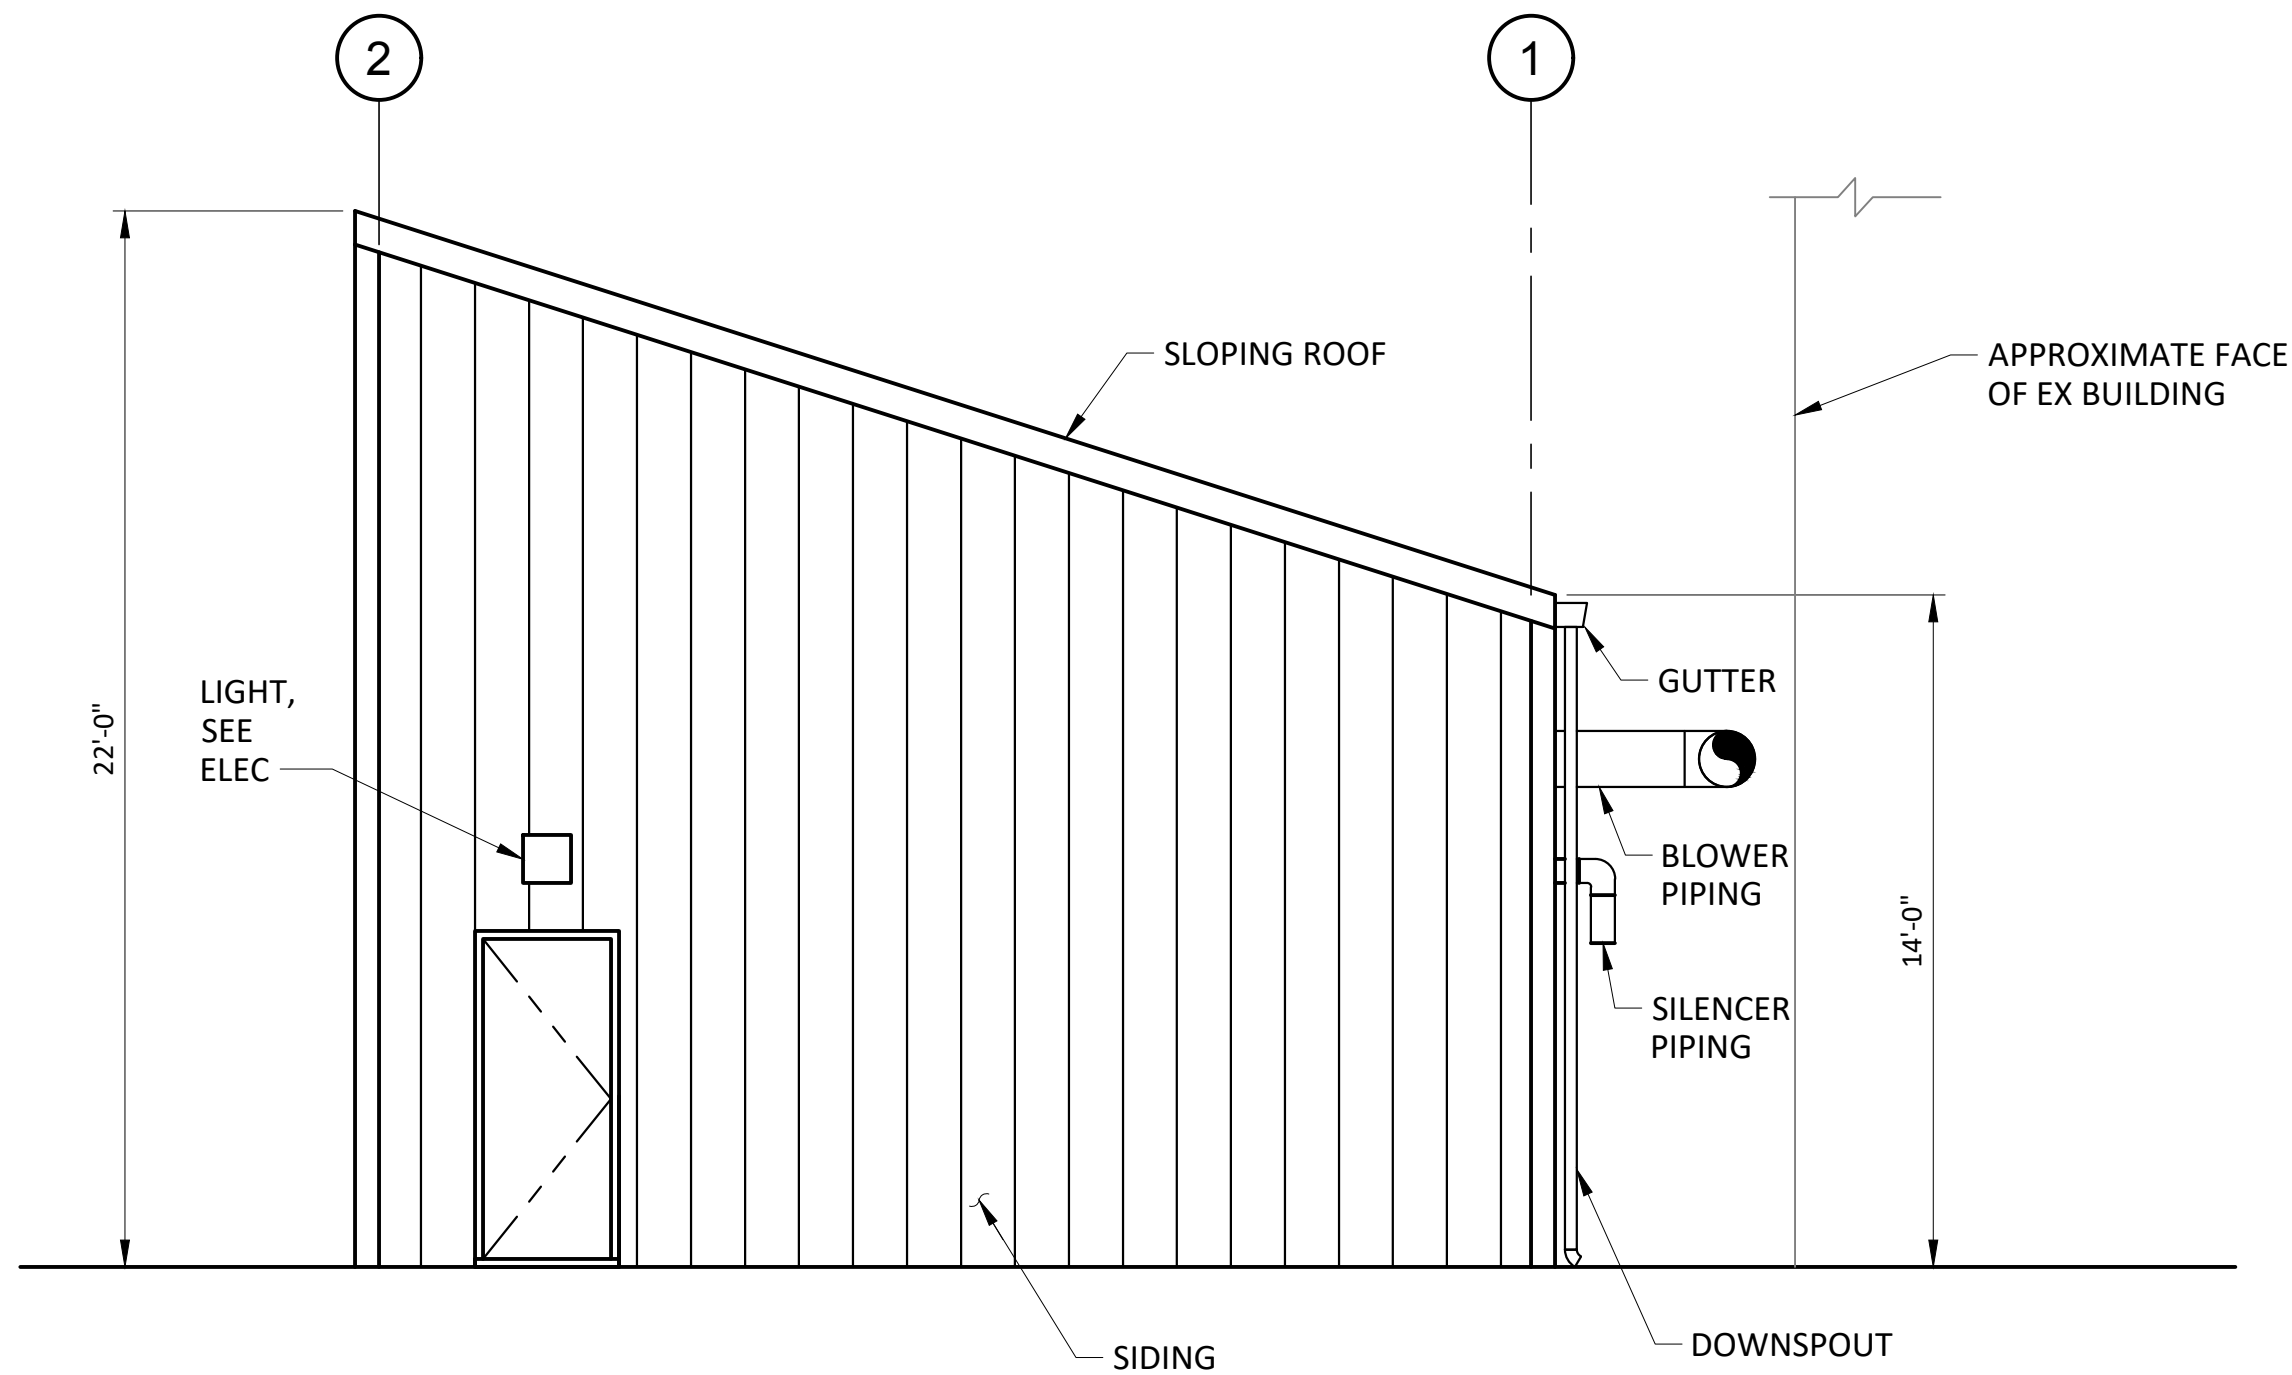 2
1
SLOPING ROOF
APPROXIMATE FACE
OF EX BUILDING
LIGHT,
SEE
ELEC
22'-0"
GUTTER
BLOWER
PIPING
14'-0"
SILENCER
PIPING
DOWNSPOUT
SIDING